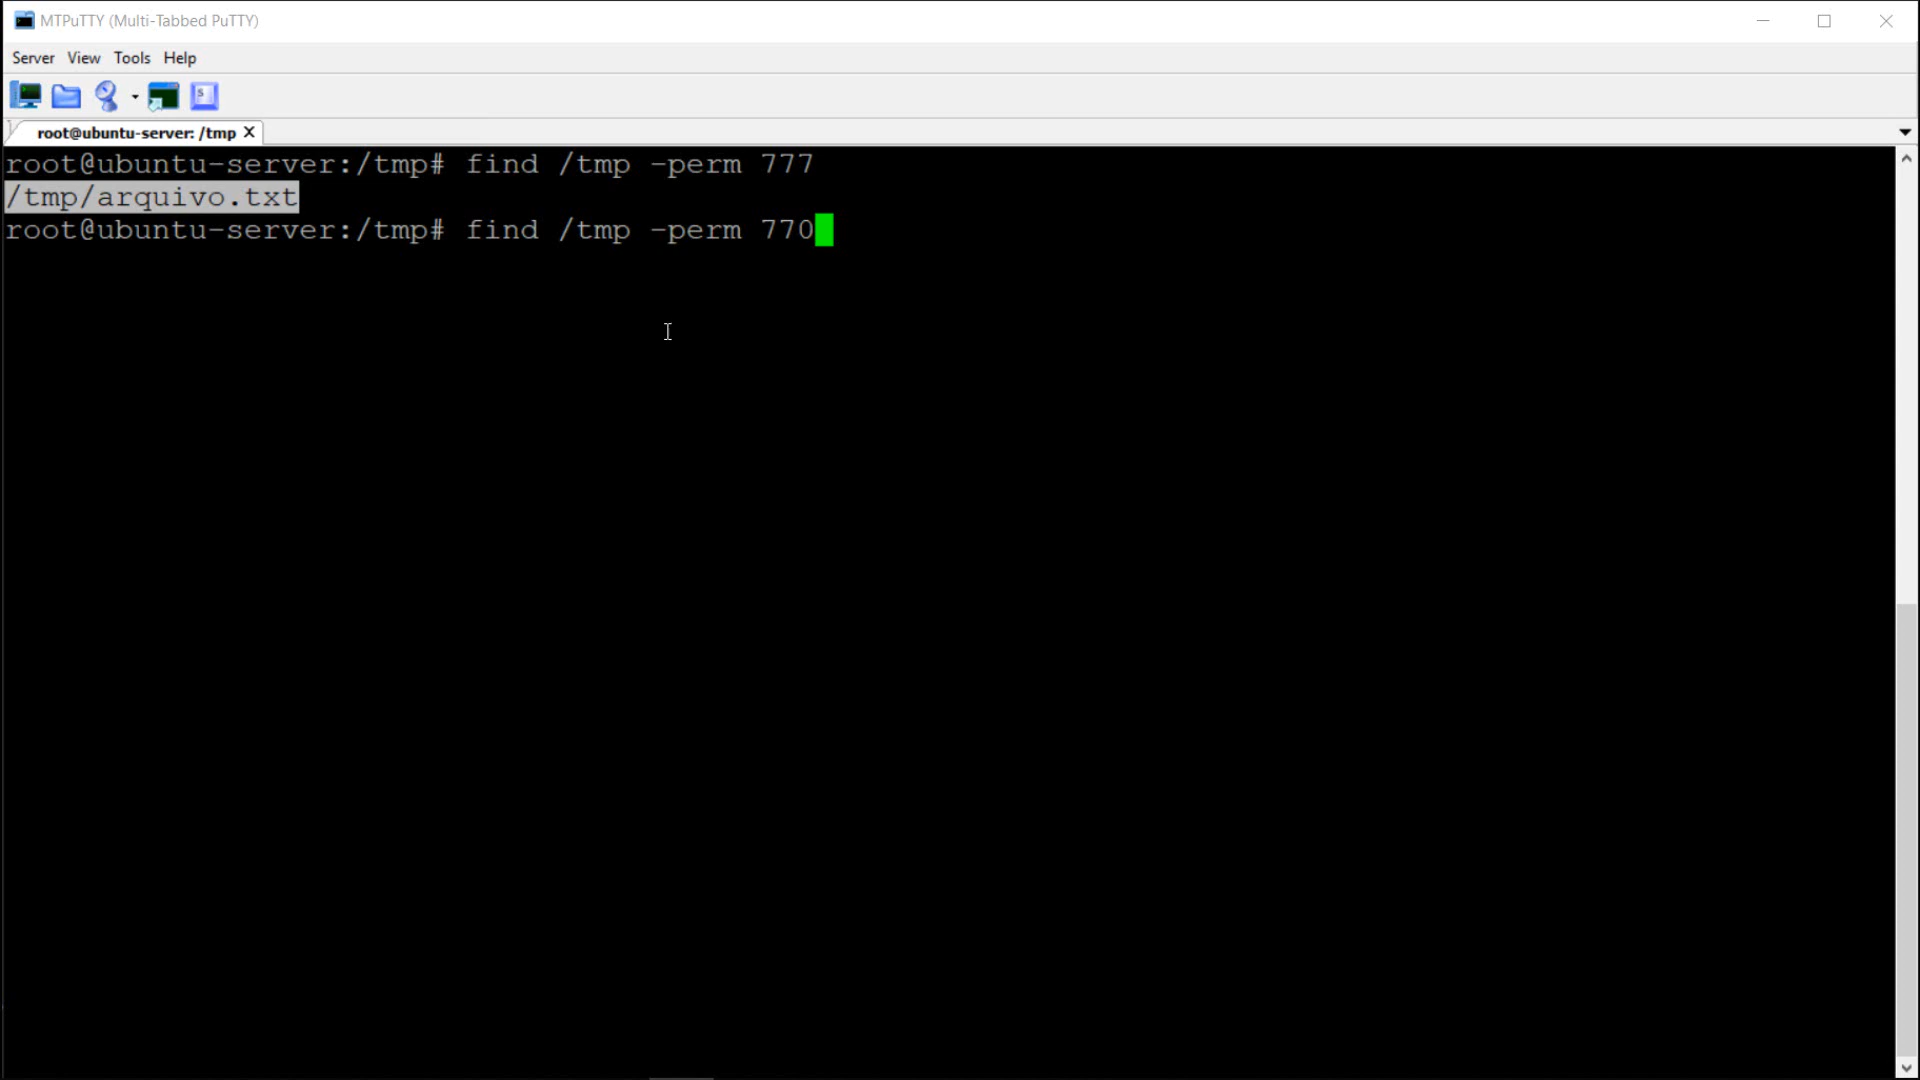 MTPuTTY (Multi-Tabbed PuTTY)
Server View Tools Help
root@ubuntu-server: /tmp X
root@ubuntu-server:/tmp# find /tmp -perm 777
/tmp/arquivo.txt
root@ubuntu-server:/tmp# find /tmp -perm 770